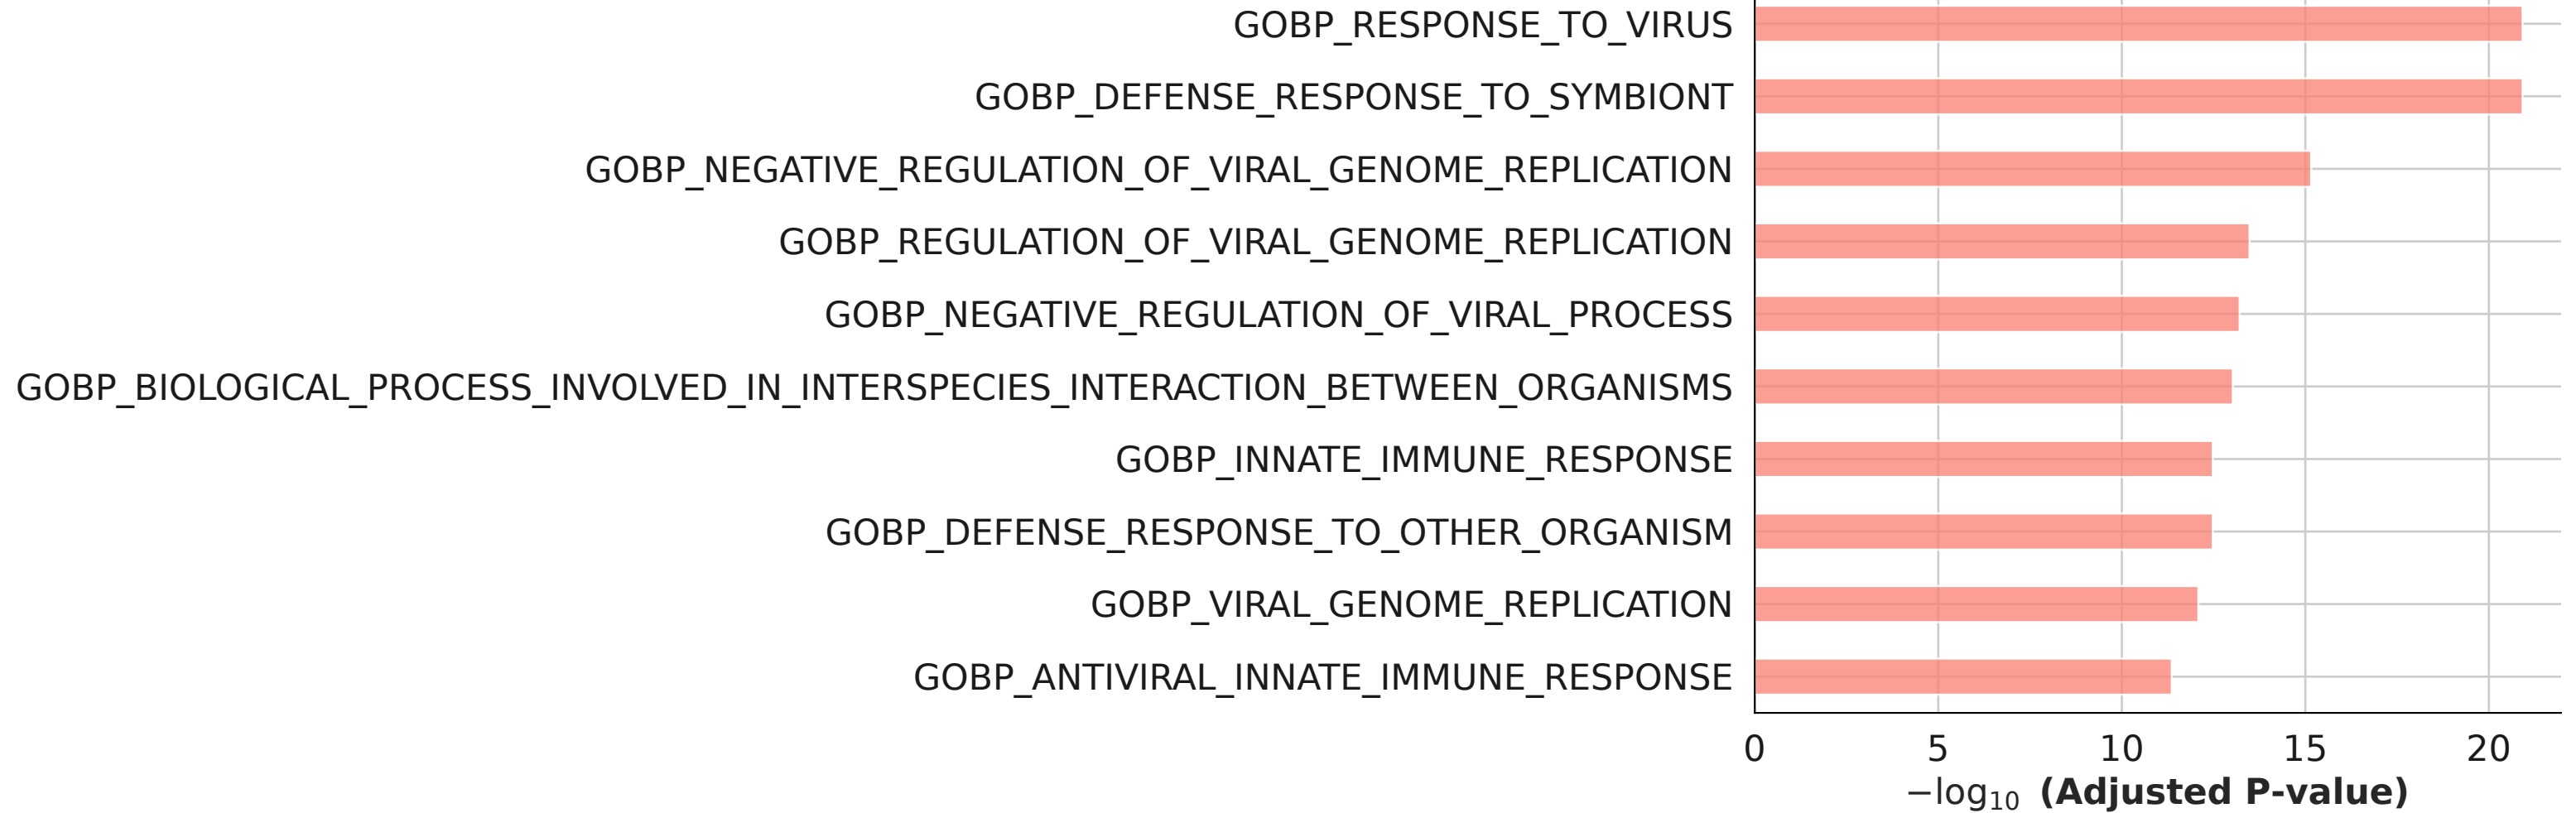 GOBP_RESPONSE_TO_VIRUS
GOBP_DEFENSE_RESPONSE_TO_SYMBIONT
GOBP_NEGATIVE_REGULATION_OF_VIRAL_GENOME_REPLICATION
GOBP_REGULATION_OF_VIRAL_GENOME_REPLICATION
GOBP_NEGATIVE_REGULATION_OF_VIRAL_PROCESS
GOBP_BIOLOGICAL_PROCESS_INVOLVED_IN_INTERSPECIES_INTERACTION_BETWEEN_ORGANISMS
GOBP_INNATE_IMMUNE_RESPONSE
GOBP_DEFENSE_RESPONSE_TO_OTHER_ORGANISM
GOBP_VIRAL_GENOME_REPLICATION
GOBP_ANTIVIRAL_INNATE_IMMUNE_RESPONSE
0 5 10 15 20
−log₁₀ (Adjusted P-value)